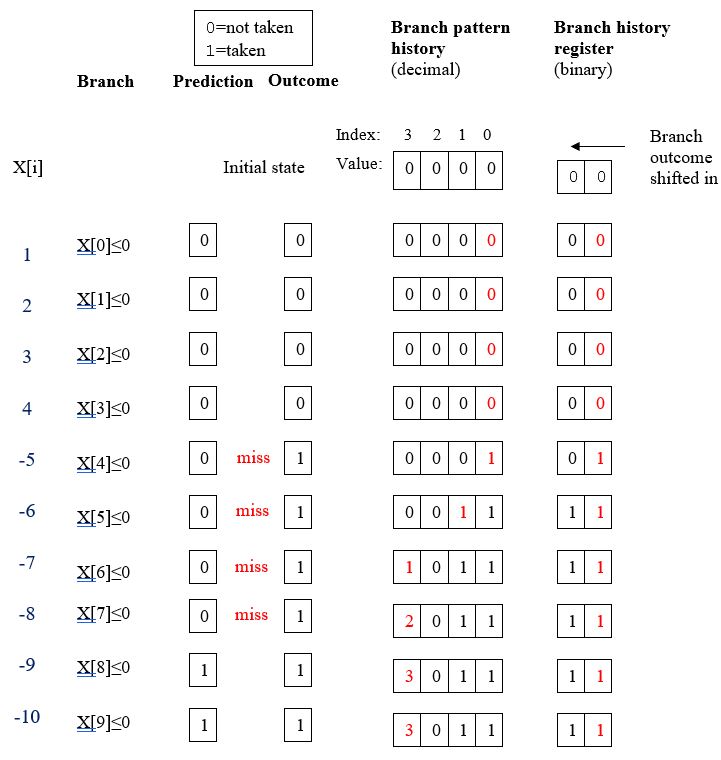 0=not taken
1=taken
Branch pattern history (decimal)
Branch history register (binary)
Branch Prediction Outcome
Index: 3 2 1 0
X[i] Initial state Value: 0 0 0 0 0 0
Branch outcome shifted in
1 X[0]≤0 0 0 0 0 0 0 0 0
2 X[1]≤0 0 0 0 0 0 0 0 0
3 X[2]≤0 0 0 0 0 0 0 0 0
4 X[3]≤0 0 0 0 0 0 0 0 0
-5 X[4]≤0 0 miss 1 0 0 0 1 0 1
-6 X[5]≤0 0 miss 1 0 0 1 1 1 1
-7 X[6]≤0 0 miss 1 1 0 1 1 1 1
-8 X[7]≤0 0 miss 1 2 0 1 1 1 1
-9 X[8]≤0 1 1 3 0 1 1 1 1
-10 X[9]≤0 1 1 3 0 1 1 1 1